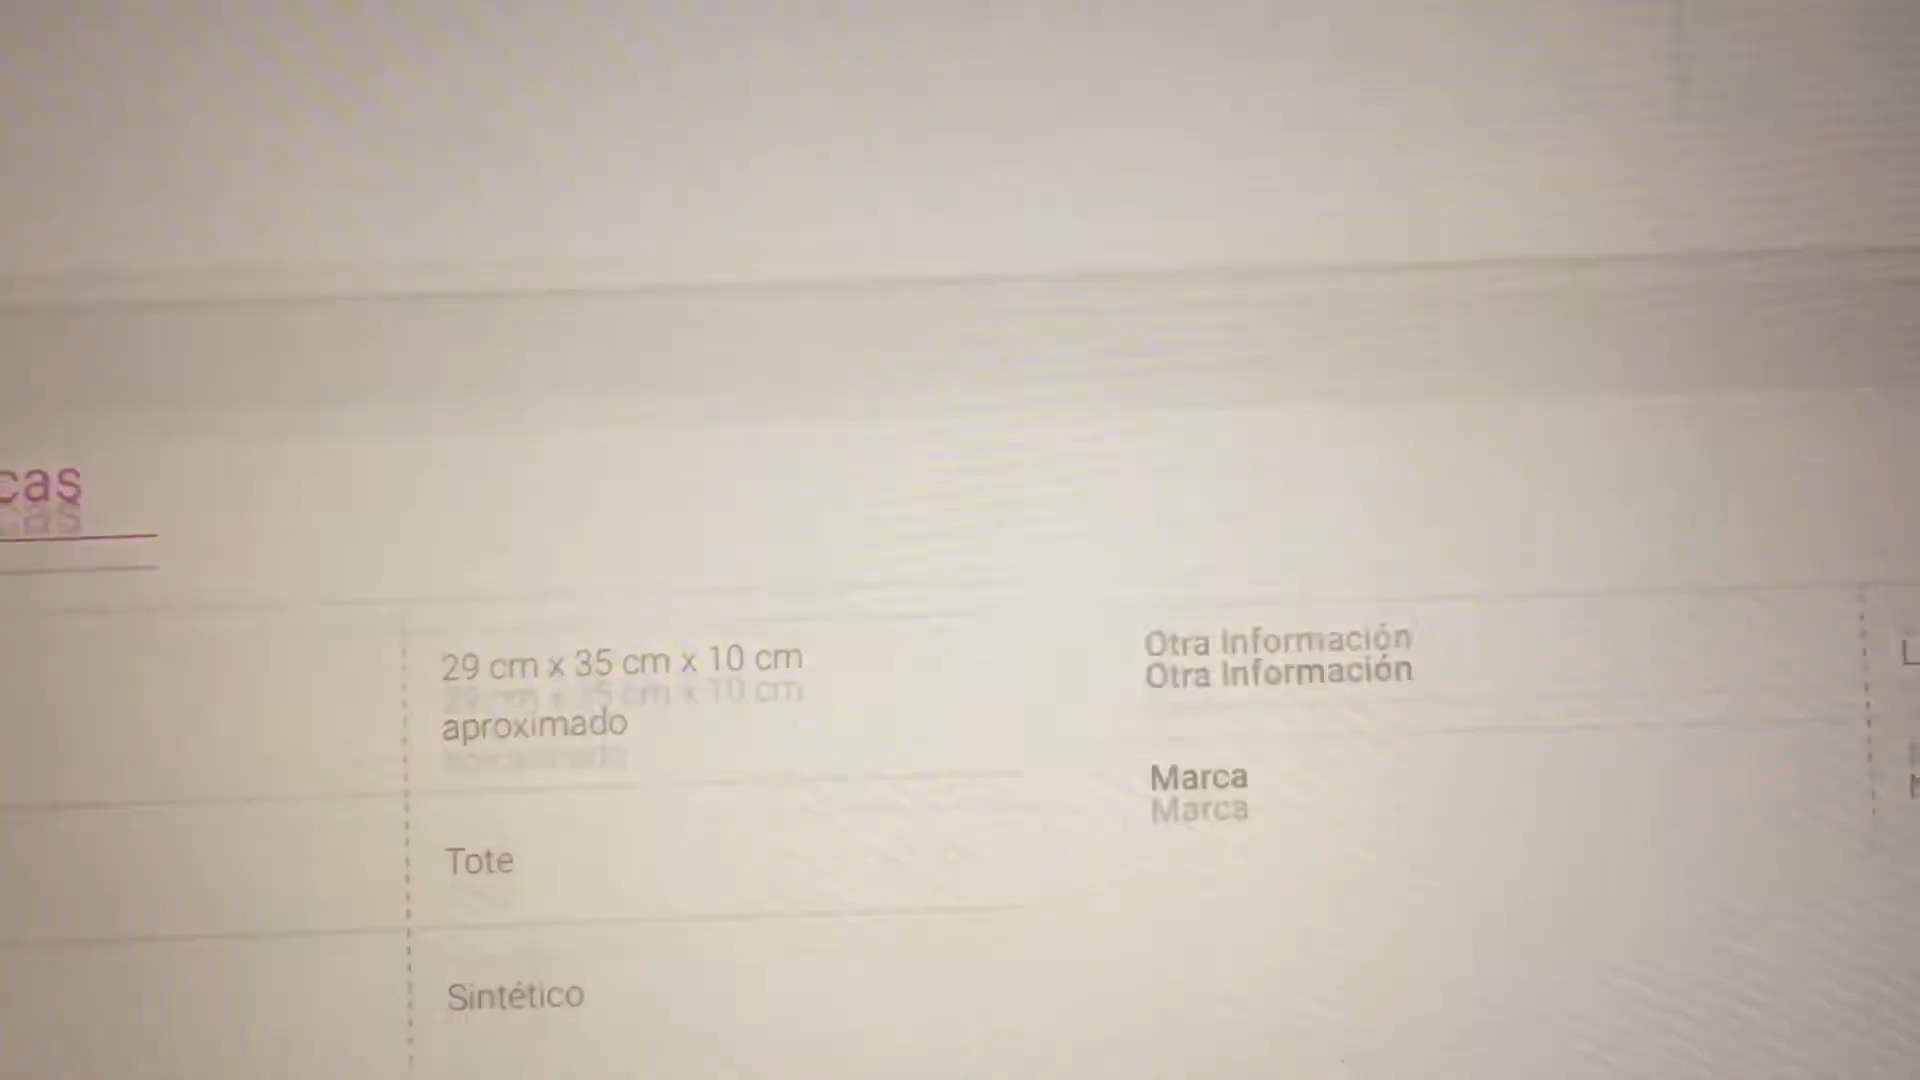 cas
29 cm x 35 cm x 10 cm
aproximado
Tote
Sintético
Otra Información
Marca